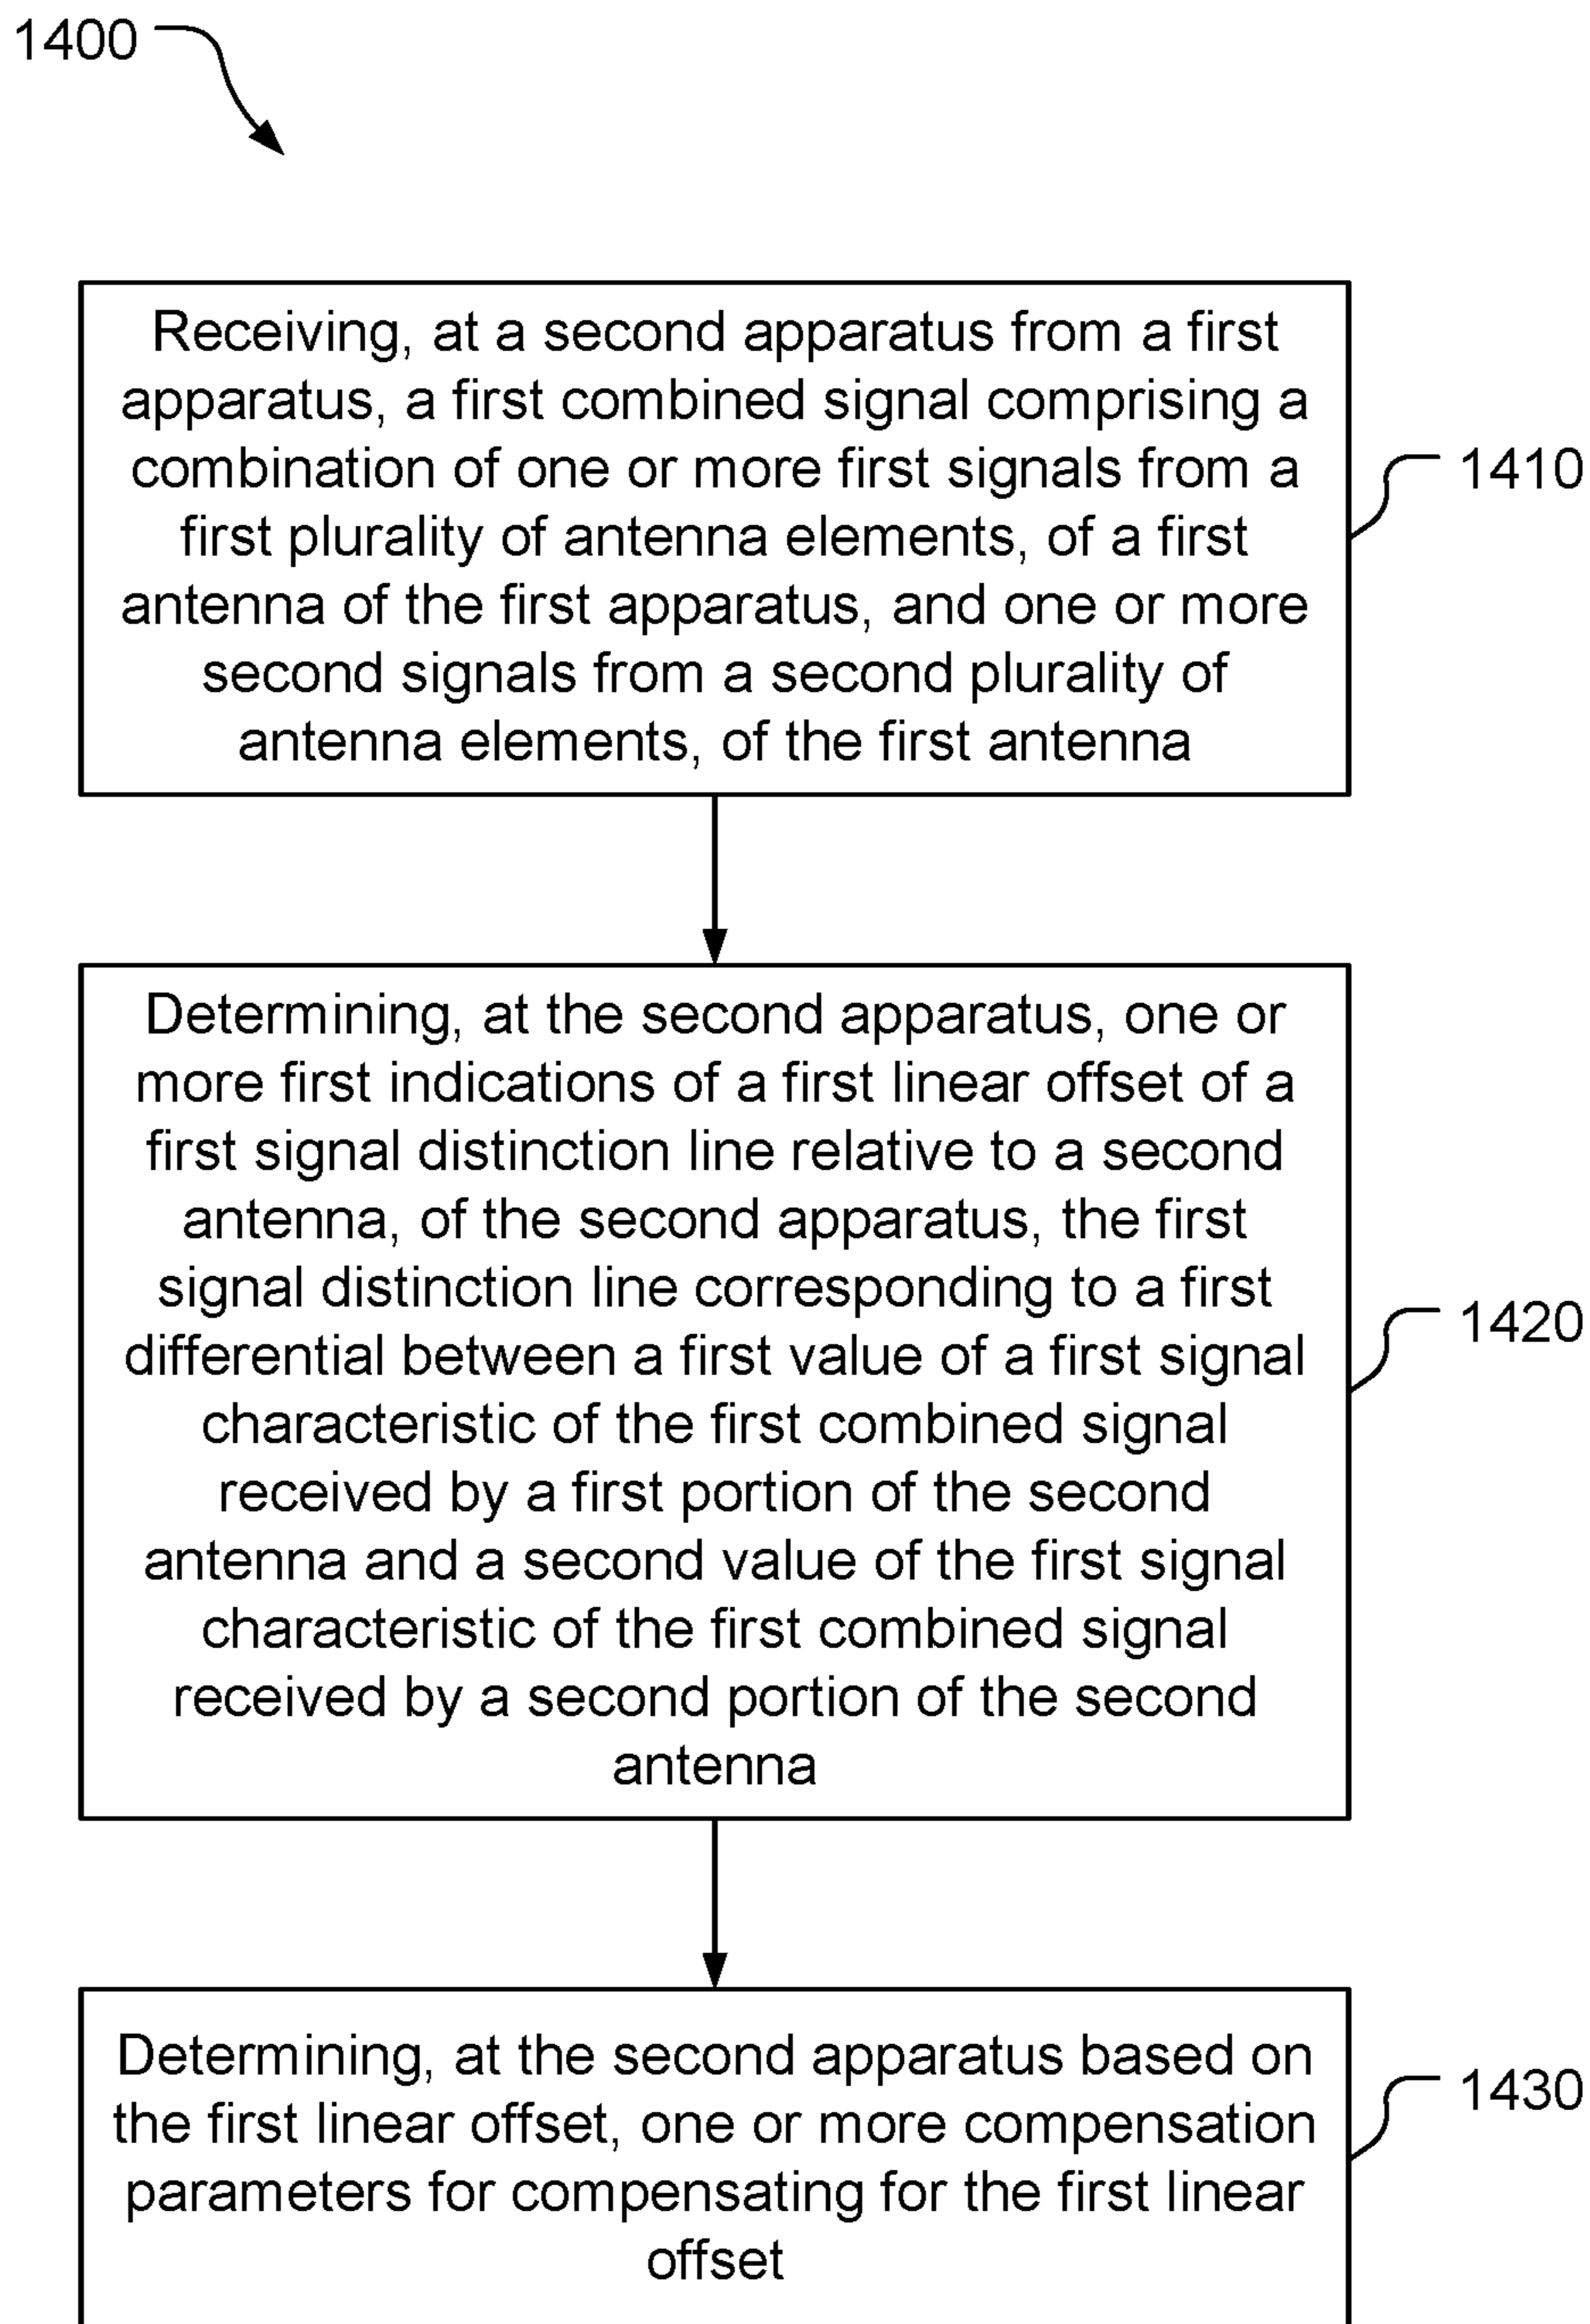 1400
Receiving, at a second apparatus from a first
apparatus, a first combined signal comprising a
combination of one or more first signals from a
first plurality of antenna elements, of a first
antenna of the first apparatus, and one or more
second signals from a second plurality of
antenna elements, of the first antenna
1410
Determining, at the second apparatus, one or
more first indications of a first linear offset of a
first signal distinction line relative to a second
antenna, of the second apparatus, the first
signal distinction line corresponding to a first
differential between a first value of a first signal
characteristic of the first combined signal
received by a first portion of the second
antenna and a second value of the first signal
characteristic of the first combined signal
received by a second portion of the second
antenna
1420
Determining, at the second apparatus based on
the first linear offset, one or more compensation
parameters for compensating for the first linear
offset
1430